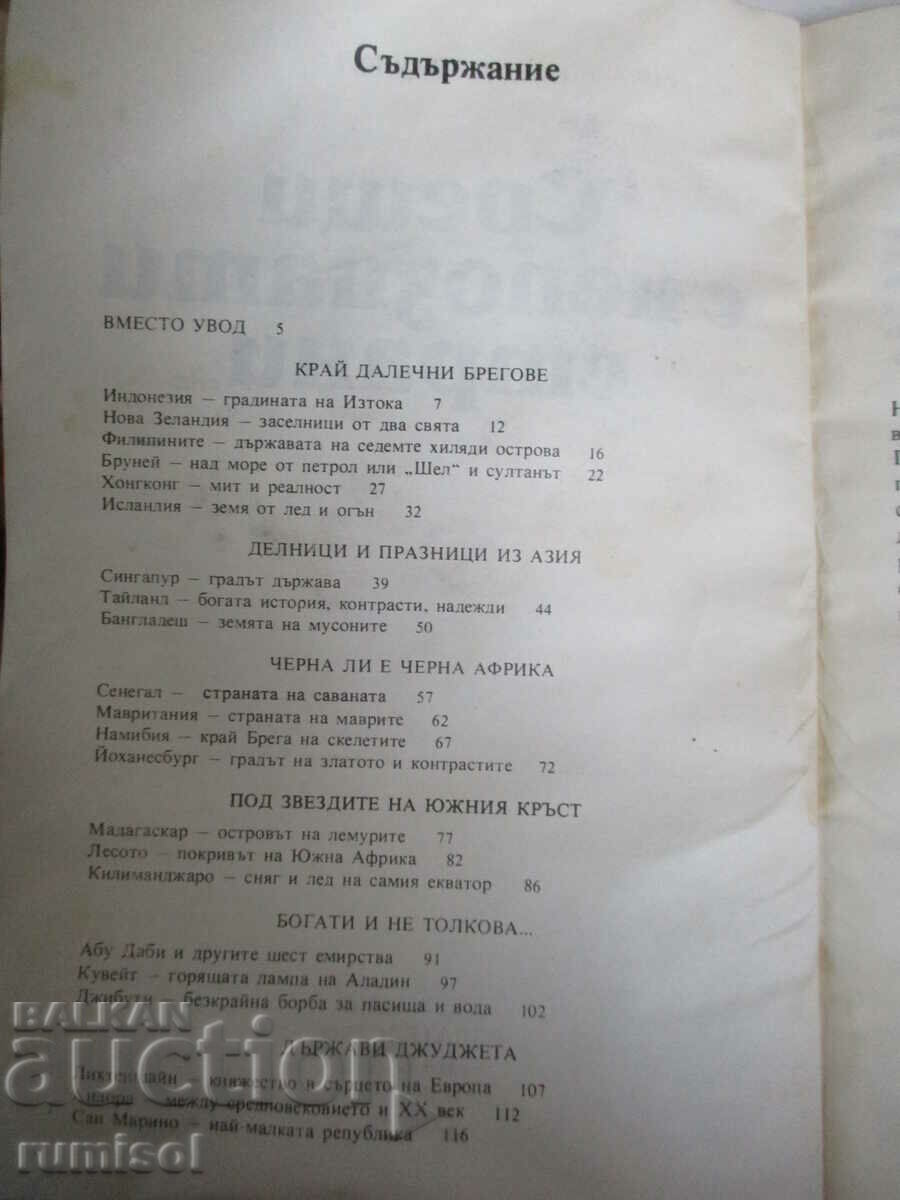 Съдържание
ВМЕСТО УВОД 5
КРАЙ ДАЛЕЧНИ БРЕГОВЕ
Индонезия — градината на Изтока 7
Нова Зеландия — заселници от два свята 12
Филипините — държавата на седемте хиляди острова 16
Бруней — над море от петрол или „Шел“ и султанът 22
Хонгконг — мит и реалност 27
Исландия — земя от лед и огън 32
ДЕЛНИЦИ И ПРАЗНИЦИ ИЗ АЗИЯ
Сингапур — градът държава 39
Тайланд — богата история, контрасти, надежди 44
Бангладеш — земята на мусоните 50
ЧЕРНА ЛИ Е ЧЕРНА АФРИКА
Сенегал — страната на саваната 57
Мавритания — страната на маврите 62
Намибия — край Брега на скелетите 67
Йоханесбург — градът на златото и контрастите 72
ПОД ЗВЕЗДИТЕ НА ЮЖНИЯ КРЪСТ
Мадагаскар — островът на лемурите 77
Лесото — покривът на Южна Африка 82
Килиманджаро — сняг и лед на самия екватор 86
БОГАТИ И НЕ ТОЛКОВА...
Абу Даби и другите шест емирства 91
Кувейт — горящата лампа на Аладин 97
Джибути — безкрайна борба за пасища и вода 102
ДЪРЖАВИ ДЖУДЖЕТА
Лихтенщайн — княжество в сърцето на Европа 107
Андора — между средновековието и XX век 112
Сан Марино — най-малката република 116
BALKAN
auction
rumisol